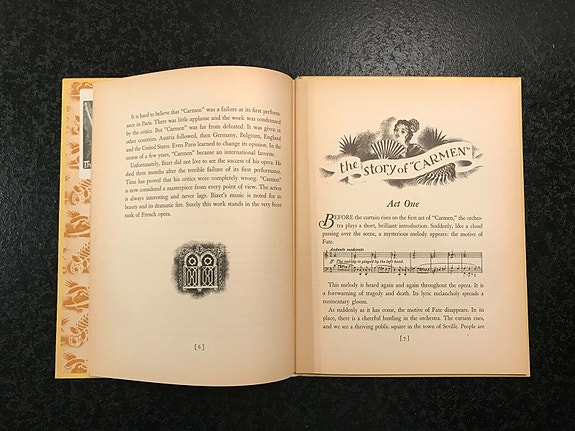 It is hard to believe that "Carmen" was a failure at its first perform-
ance in Paris. There was little applause and the work was condemned
by the critics. But "Carmen" was far from defeated. It was given in
other countries. Austria followed, then Germany, Belgium, England
and the United States. Even Paris learned to change its opinion. In the
course of a few years, "Carmen" became an international favorite.
Unfortunately, Bizet did not live to see the success of his opera. He
died three months after the terrible failure of its first performance.
Time has proved that his critics were completely wrong. "Carmen"
is now considered a masterpiece from every point of view. The action
is always interesting and never lags. Bizet's music is noted for its
beauty and its dramatic fire. Surely this work stands in the very front
rank of French opera.
[ 6 ]
the story of "CARMEN"
Act One
BEFORE the curtain rises on the first act of "Carmen," the orches-
tra plays a short, brilliant introduction. Suddenly, like a cloud
passing over the scene, a mysterious melody appears: the motive of
Fate.
Andante moderato
ff The melody is played by the left hand.
This melody is heard again and again throughout the opera. It
is a forewarning of tragedy and death. Its lyric melancholy spreads a
momentary gloom.
As suddenly as it has come, the motive of Fate disappears. In its
place, there is a cheerful bustling in the orchestra. The curtain rises,
and we see a thriving public square in the town of Seville. People are
[ 7 ]